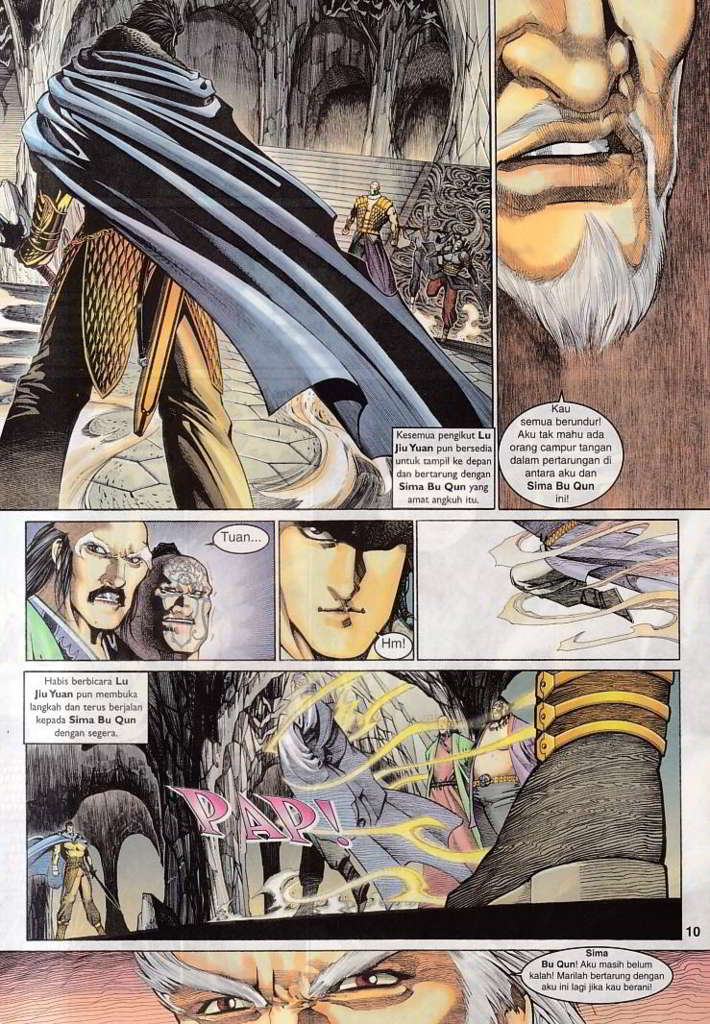 Kesemua pengikut Lu
Jiu Yuan pun bersedia
untuk tampil ke depan
dan bertarung dengan
Sima Bu Qun yang
amat angkuh itu.
Kau
semua berundur!
Aku tak mahu ada
orang campur tangan
dalam pertarungan di
antara aku dan
Sima Bu Qun
ini!
Tuan...
Hm!
Habis berbicara Lu
Jiu Yuan pun membuka
langkah dan terus berjalan
kepada Sima Bu Qun
dengan segera.
PAP
PAP!
10
Sima
Bu Qun! Aku masih belum
kalah! Marilah bertarung dengan
aku ini lagi jika kau berani!